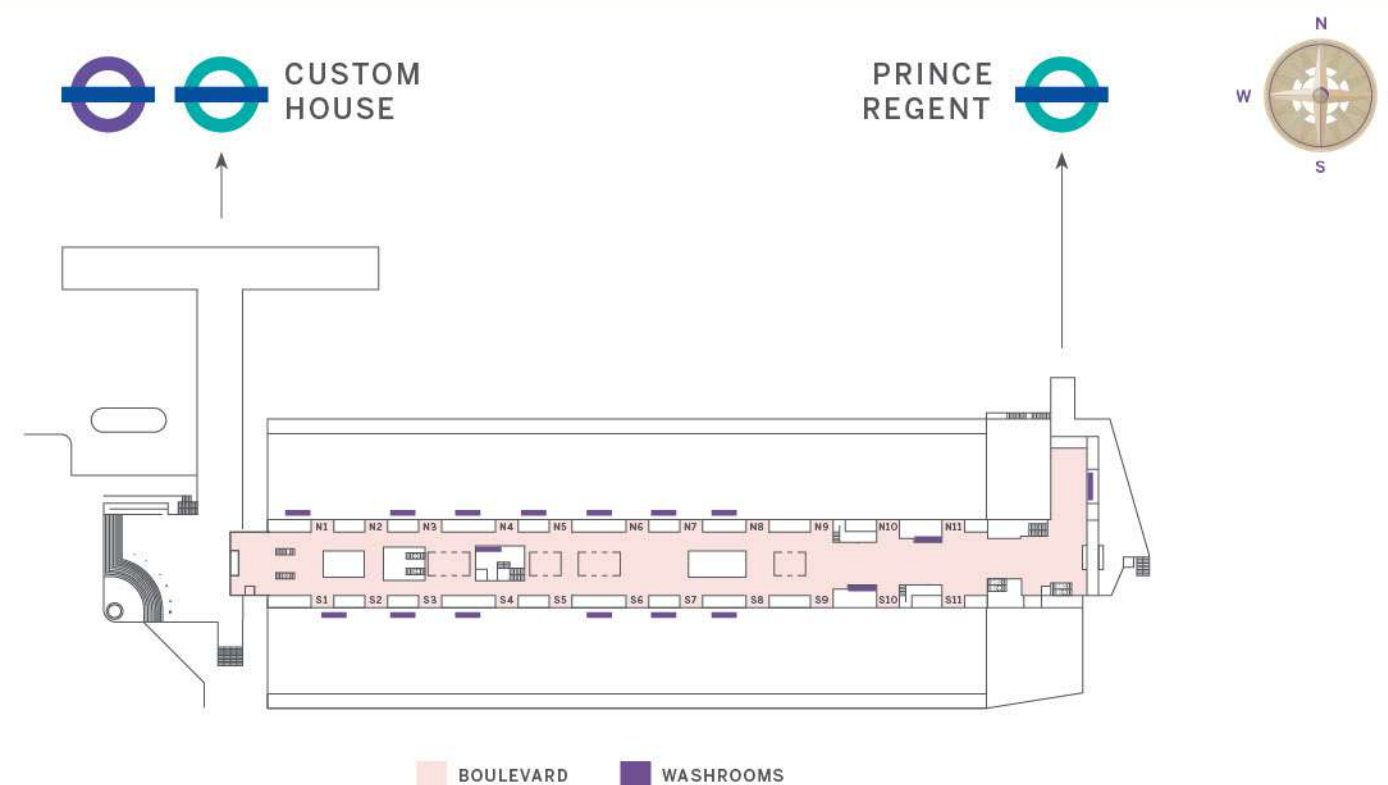 N
CUSTOM
HOUSE
PRINCE
REGENT
W
S
N1 N2 N3 N4 N5 N6 N7 N8 N9 N10 N11
S1 S2 S3 S4 S5 S6 S7 S8 S9 S10 S11
BOULEVARD WASHROOMS